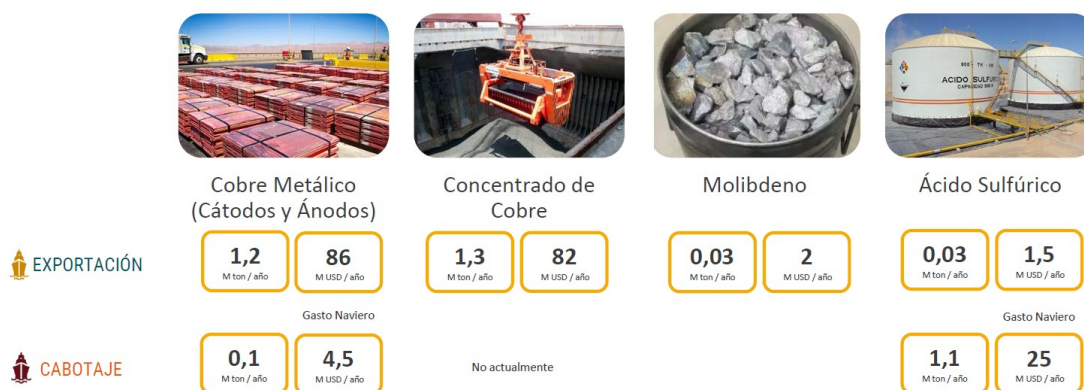 ACIDO SULFURICO
Cobre Metálico
(Cátodos y Ánodos)
Concentrado de
Cobre
Molibdeno
Ácido Sulfúrico
EXPORTACIÓN
1,2
M ton / año
86
M USD / año
1,3
M ton / año
82
M USD / año
0,03
M ton / año
2
M USD / año
0,03
M ton / año
1,5
M USD / año
Gasto Naviero
Gasto Naviero
CABOTAJE
0,1
M ton / año
4,5
M USD / año
No actualmente
1,1
M ton / año
25
M USD / año